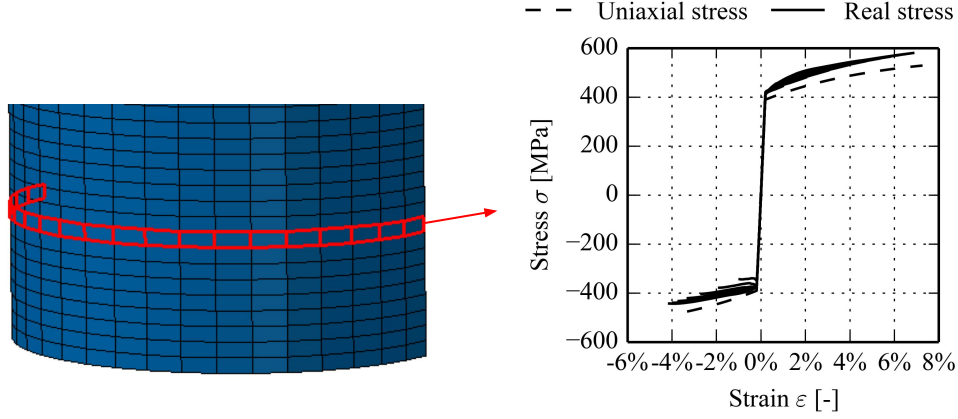 Uniaxial stress Real stress
600
400
200
0
−200
−400
−600
-6% -4% -2% 0% 2% 4% 6% 8%
Stress σ [MPa]
Strain ε [-]